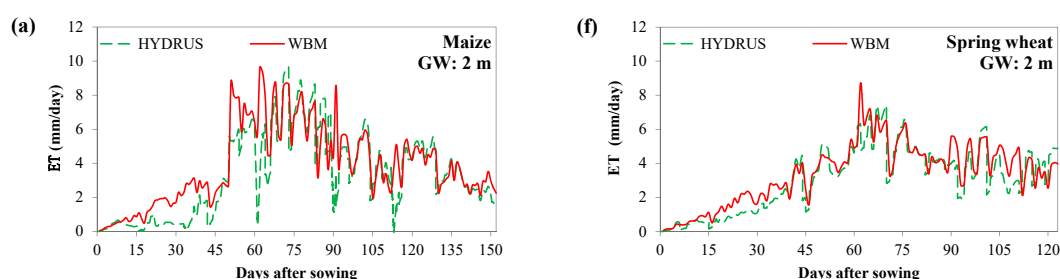 (a)
12
10
8
6
4
2
0
ET (mm/day)
HYDRUS
WBM
Maize
GW: 2 m
0 15 30 45 60 75 90 105 120 135 150
Days after sowing
(f)
12
10
8
6
4
2
0
ET (mm/day)
HYDRUS
WBM
Spring wheat
GW: 2 m
0 15 30 45 60 75 90 105 120
Days after sowing